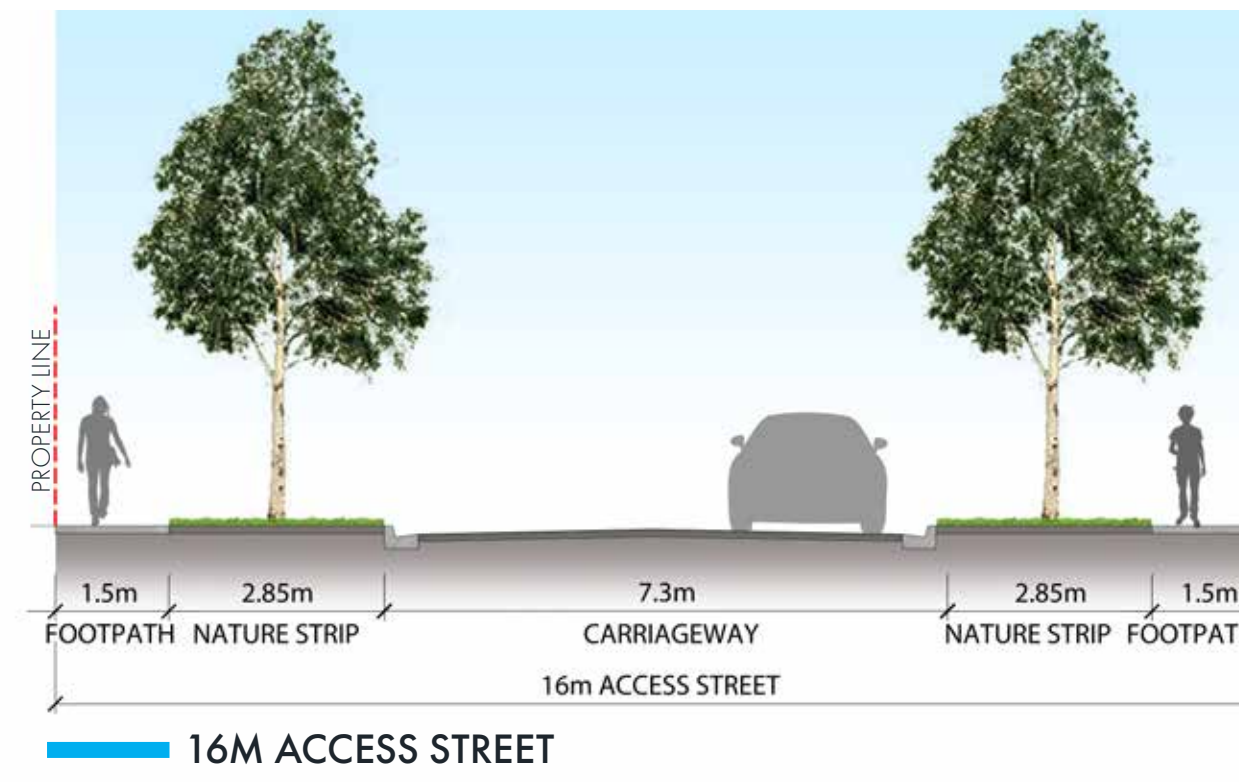 PROPERTY LINE
1.5m 2.85m 7.3m 2.85m 1.5m
FOOTPATH NATURE STRIP CARRIAGEWAY NATURE STRIP FOOTPAT
16m ACCESS STREET
16M ACCESS STREET